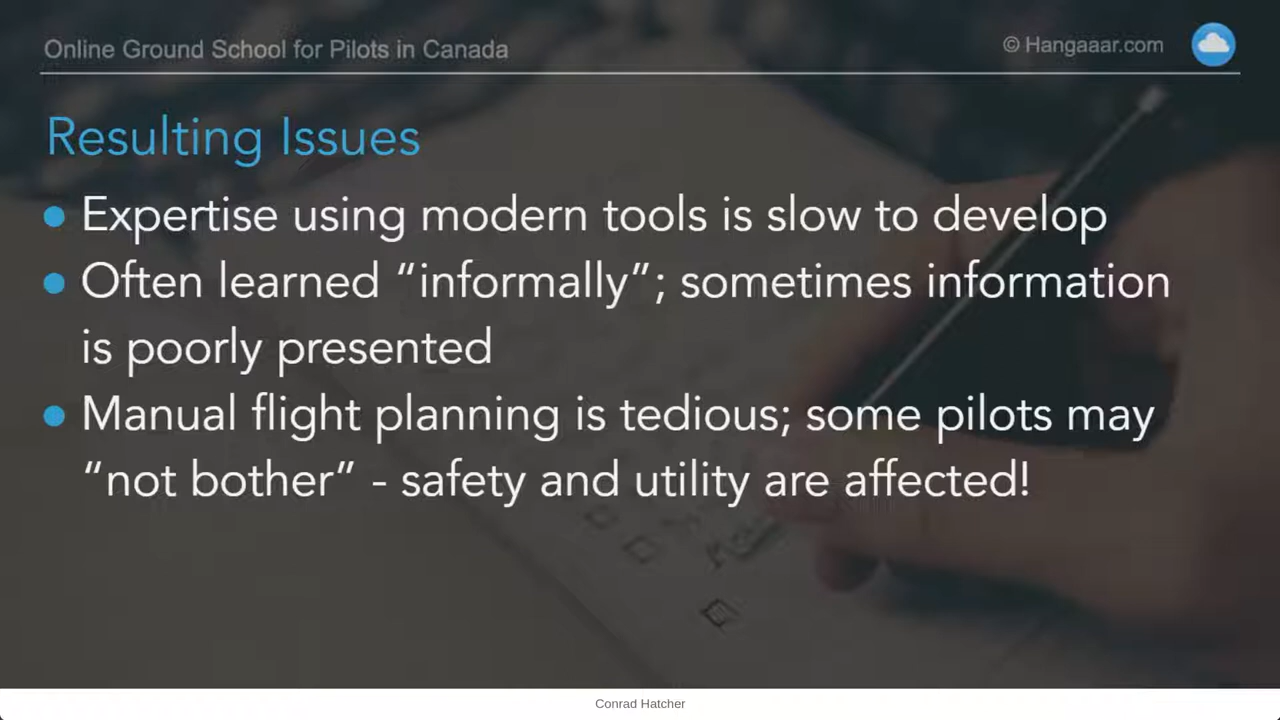 Online Ground School for Pilots in Canada
© Hangaaar.com
Resulting Issues
Expertise using modern tools is slow to develop
Often learned “informally”; sometimes information
is poorly presented
Manual flight planning is tedious; some pilots may
“not bother” - safety and utility are affected!
Conrad Hatcher